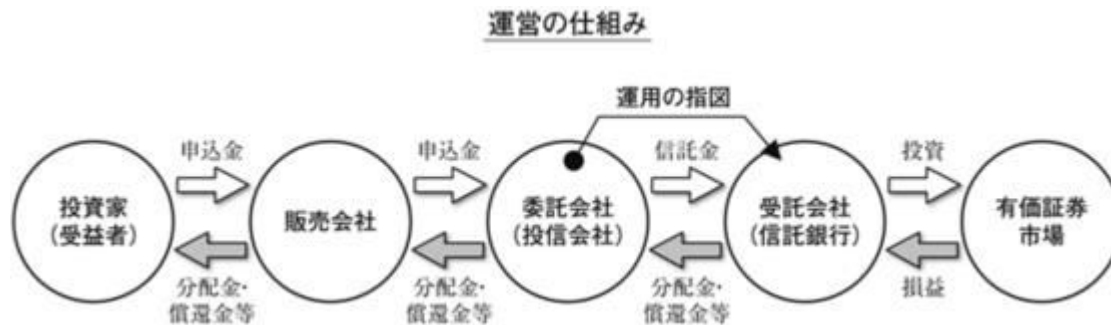 運営の仕組み
運用の指図
申込金
申込金
信託金
投資
投資家
(受益者)
販売会社
委託会社
(投信会社)
受託会社
(信託銀行)
有価証券
市場
分配金・
償還金等
分配金・
償還金等
分配金・
償還金等
損益